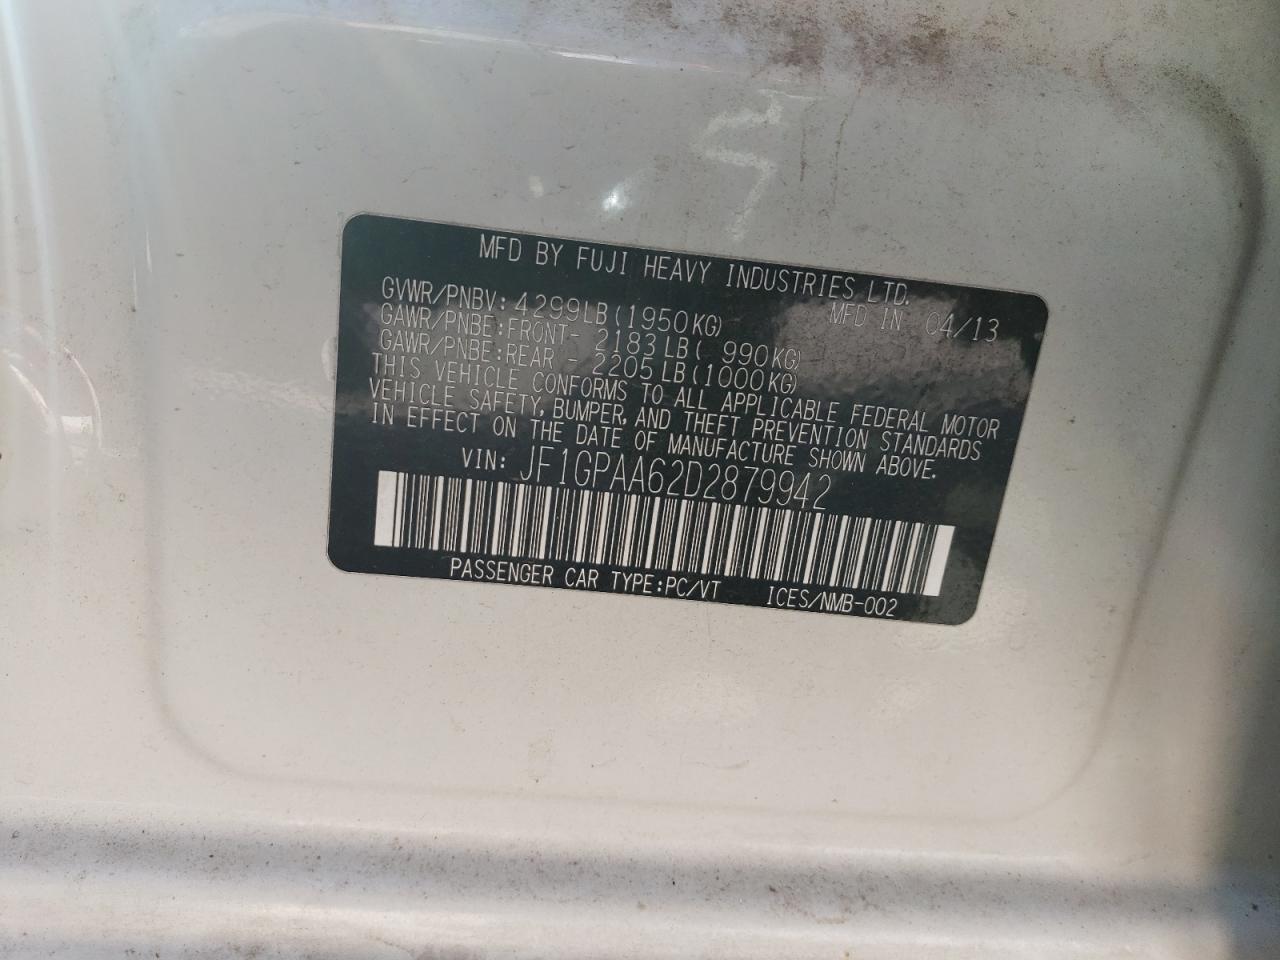 MFD BY FUJI HEAVY INDUSTRIES LTD.
GVWR/PNBV: 4299LB(1950KG) MFD IN 04/13
GAWR/PNBE:FRONT- 2183LB( 990KG)
GAWR/PNBE:REAR - 2205LB(1000KG)
THIS VEHICLE CONFORMS TO ALL APPLICABLE FEDERAL MOTOR
VEHICLE SAFETY, BUMPER, AND THEFT PREVENTION STANDARDS
IN EFFECT ON THE DATE OF MANUFACTURE SHOWN ABOVE.
VIN: JF1GPAA62D2879942
PASSENGER CAR TYPE:PC/VT ICES/NMB-002